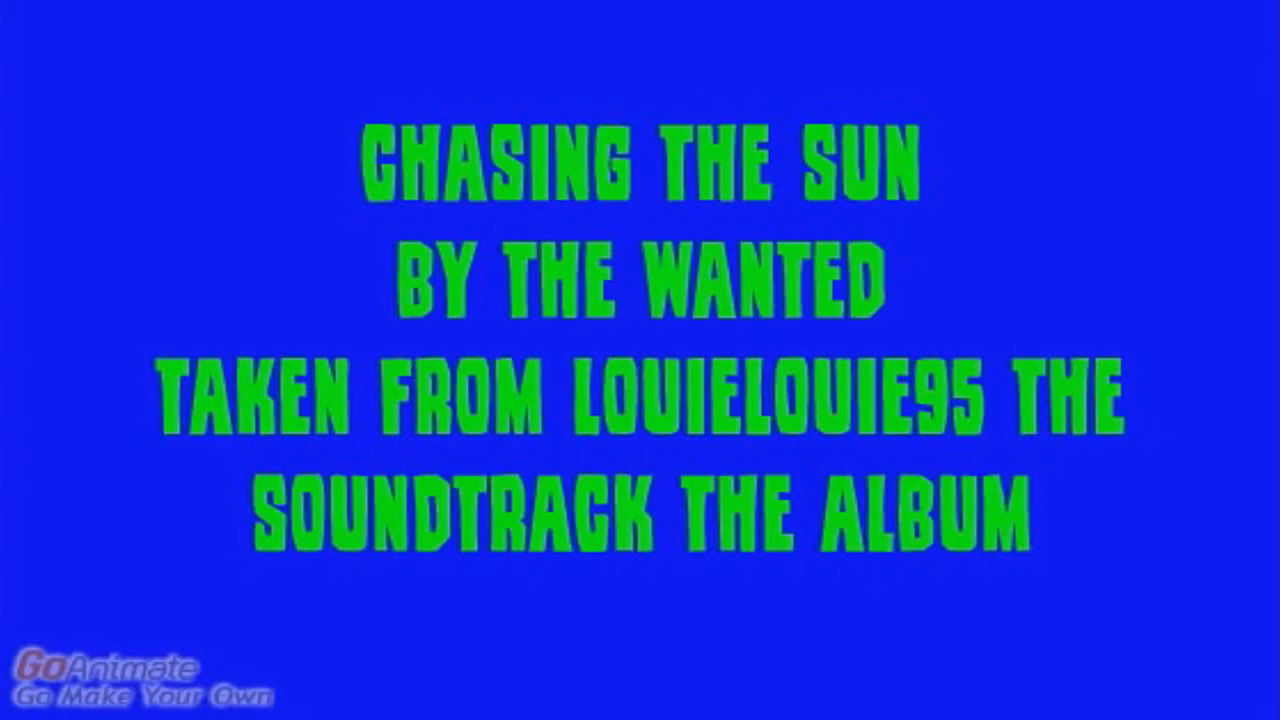 CHASING THE SUN
BY THE WANTED
TAKEN FROM LOUIELOUIE95 THE
SOUNDTRACK THE ALBUM
GoAnimate
Go Make Your Own